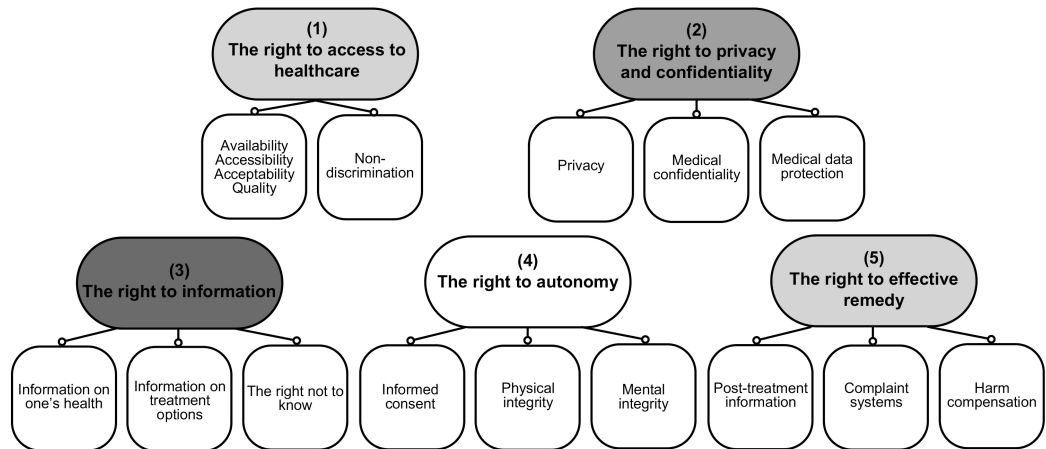 (1)
The right to access to
healthcare
Availability
Accessibility
Acceptability
Quality
Non-
discrimination
(2)
The right to privacy
and confidentiality
Privacy
Medical
confidentiality
Medical data
protection
(3)
The right to information
Information on
one's health
Information on
treatment
options
The right not to
know
(4)
The right to autonomy
Informed
consent
Physical
integrity
Mental
integrity
(5)
The right to effective
remedy
Post-treatment
information
Complaint
systems
Harm
compensation